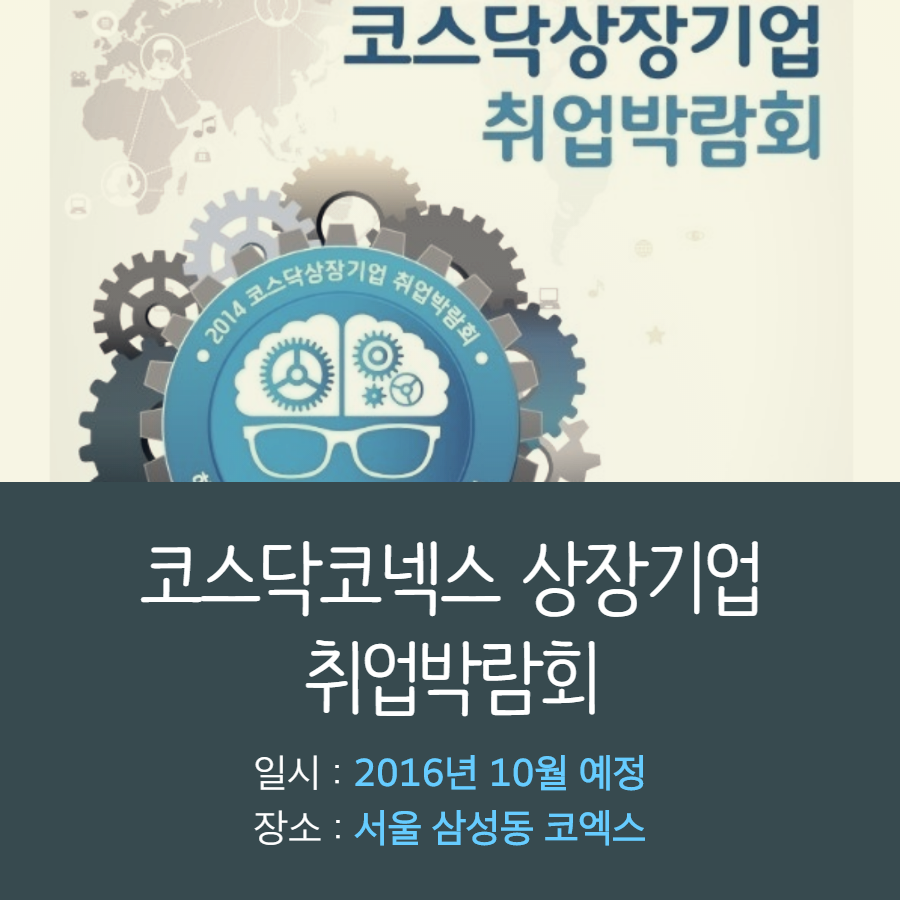 코스닥상장기업
취업박람회
2014 코스닥상장기업 취업박람회
코스닥코넥스 상장기업
취업박람회
일시 : 2016년 10월 예정
장소 : 서울 삼성동 코엑스